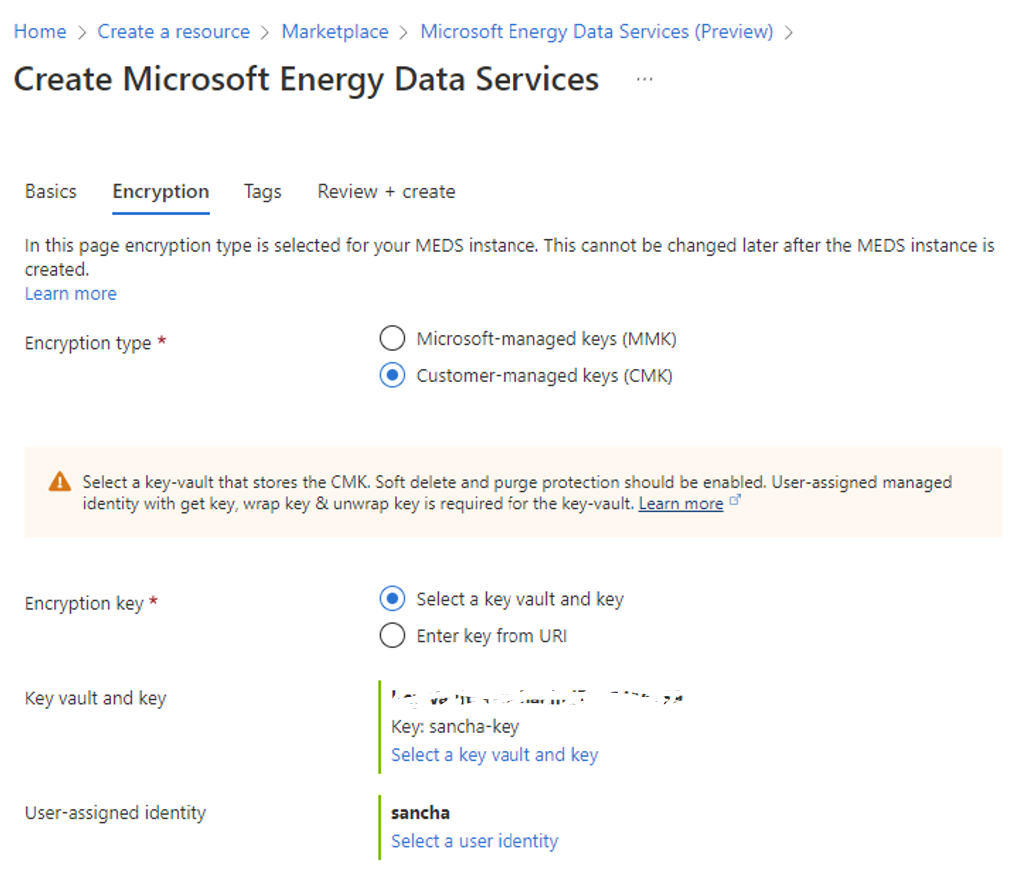 Home > Create a resource > Marketplace > Microsoft Energy Data Services (Preview) >
Create Microsoft Energy Data Services ...
Basics Encryption Tags Review + create
In this page encryption type is selected for your MEDS instance. This cannot be changed later after the MEDS instance is
created.
Learn more
Encryption type *
Microsoft-managed keys (MMK)
Customer-managed keys (CMK)
Select a key-vault that stores the CMK. Soft delete and purge protection should be enabled. User-assigned managed
identity with get key, wrap key & unwrap key is required for the key-vault. Learn more
Encryption key *
Select a key vault and key
Enter key from URI
Key vault and key
Key: sancha-key
Select a key vault and key
User-assigned identity
sancha
Select a user identity